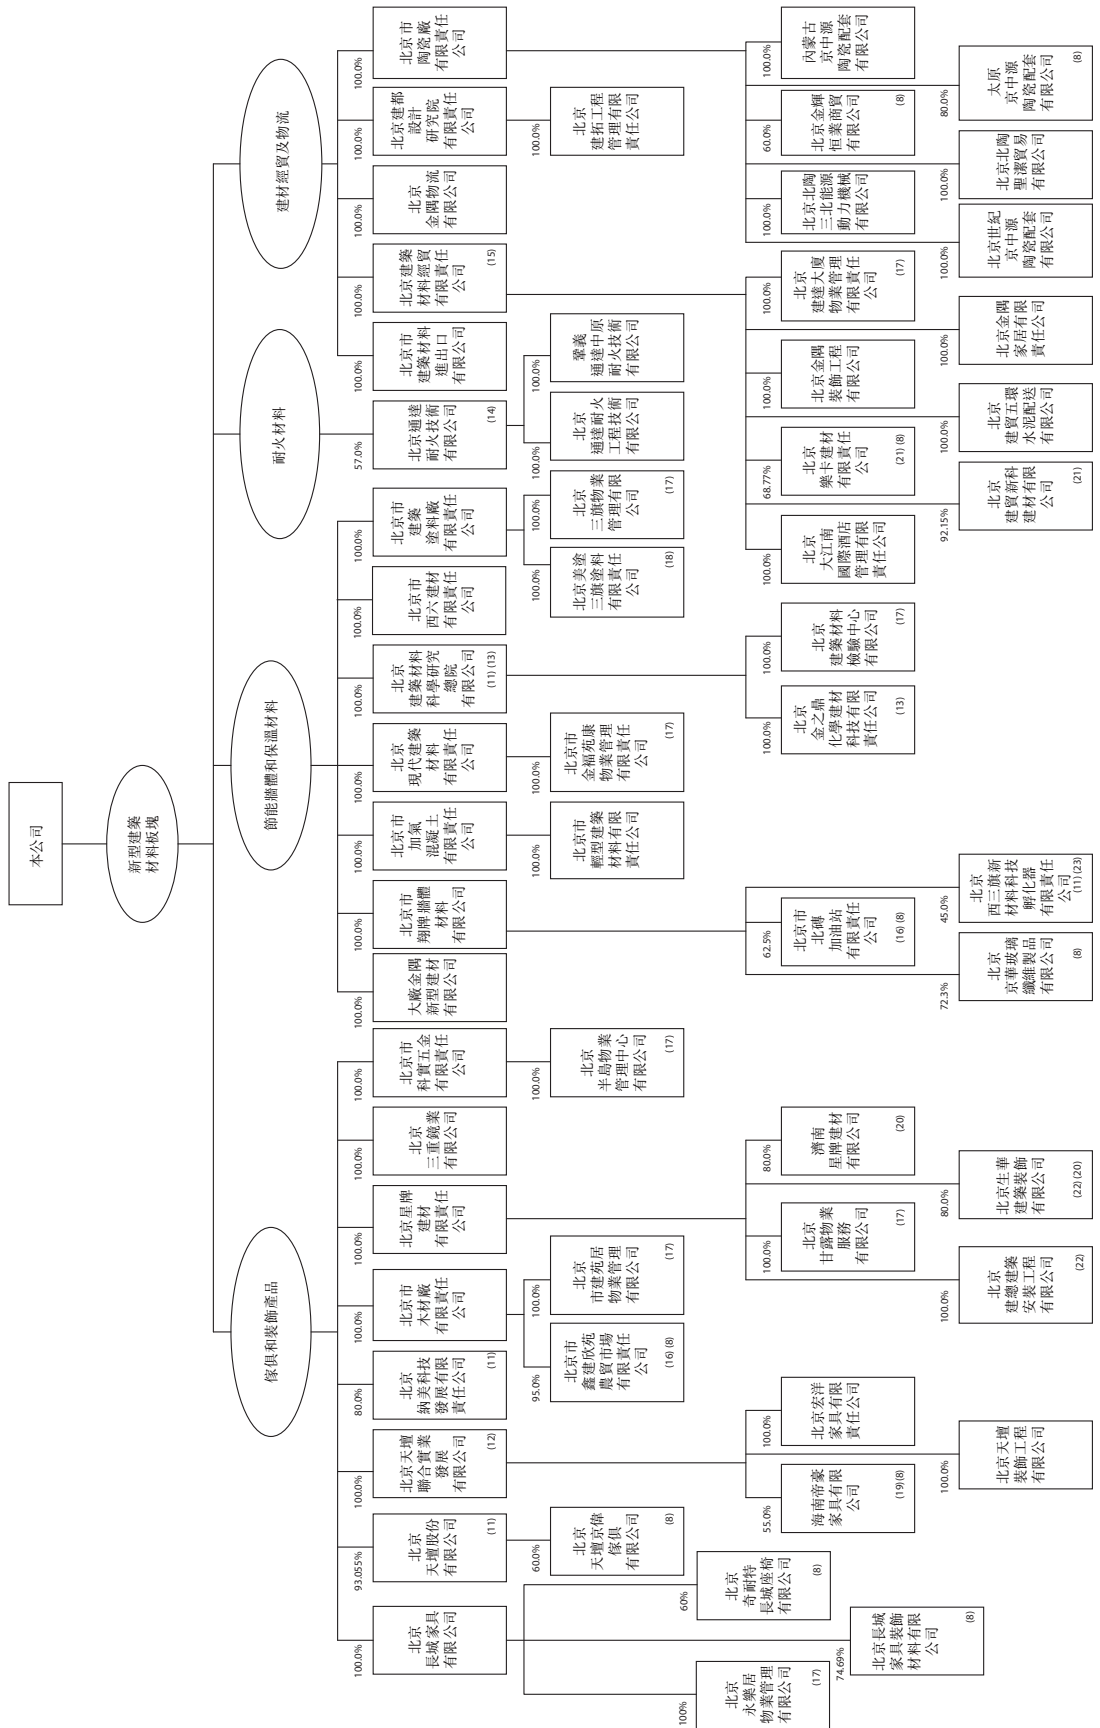 本公司
新型建築
材料板塊
傢俱和裝飾產品
節能牆體和保溫材料
耐火材料
建材經貿及物流
100.0%
北京
長城家具
有限公司
93.055%
北京
天壇股份
有限公司
(11)
100.0%
北京天壇
聯合實業
發展
有限公司
(12)
80.0%
北京
納美科技
發展有限
責任公司
(11)
100.0%
北京市
木材廠
有限責任
公司
100.0%
北京星牌
建材
有限責任
公司
100.0%
北京
三重鏡業
有限公司
100.0%
北京市
科實五金
有限責任
公司
100.0%
大廠金隅
新型建材
有限公司
100.0%
北京市
翔牌牆體
材料
有限公司
100.0%
北京市
加氣
混凝土
有限責任
公司
100.0%
北京
現代建築
材料
有限責任
公司
100.0%
北京
建築材料
科學研究
總院
有限公司
(11) (13)
100.0%
北京市
西六建材
有限責任
公司
100.0%
北京市
建築
塗料廠
有限責任
公司
57.0%
北京通達
耐火技術
有限公司
(14)
100.0%
北京市
建築材料
進出口
有限公司
100.0%
北京建築
材料經貿
有限責任
公司
(15)
100.0%
北京
金隅物流
有限公司
100.0%
北京建都
設計
研究院
有限責任
公司
100.0%
北京市
陶瓷廠
有限責任
公司
60.0%
北京
天壇京偉
傢俱
有限公司
(8)
95.0%
北京市
鑫建欣苑
農貿市場
有限責任
公司
(16) (8)
100.0%
北京
市建苑居
物業管理
有限公司
(17)
100.0%
北京
半島物業
管理中心
有限公司
(17)
100.0%
北京市
輕型建築
材料有限
責任公司
100.0%
北京市
金福苑康
物業管理
有限責任
公司
(17)
100.0%
北京美塗
三旗塗料
有限責任
公司
(18)
100.0%
北京
三旗物業
管理有限
公司
(17)
100.0%
北京
通達耐火
工程技術
有限公司
100.0%
鞏義
通達中原
耐火技術
有限公司
100.0%
北京
建拓工程
管理有限
責任公司
100%
北京
永樂居
物業管理
有限公司
(17)
60%
北京
奇耐特
長城座椅
有限公司
(8)
74.69%
北京長城
家具裝飾
材料有限
公司
(8)
55.0%
海南帝豪
家具有限
公司
(19)(8)
100.0%
北京宏洋
家具有限
責任公司
100.0%
北京天壇
裝飾工程
有限公司
100.0%
北京
甘露物業
服務
有限公司
(17)
80.0%
濟南
星牌建材
有限公司
(20)
100.0%
北京
建總建築
安裝工程
有限公司
(22)
80.0%
北京生華
建築裝飾
有限公司
(22) (20)
62.5%
北京市
北磚
加油站
有限責任
公司
(16) (8)
72.3%
北京
京華玻璃
纖維製品
有限公司
(8)
45.0%
北京
西三旗新
材料科技
孵化器
有限責任
公司
(11) (23)
100.0%
北京
金之鼎
化學建材
科技有限
責任公司
(13)
100.0%
北京
建築材料
檢驗中心
有限公司
(17)
100.0%
北京
大江南
國際酒店
管理有限
責任公司
68.77%
北京
樂卡建材
有限責任
公司
(21) (8)
100.0%
北京金隅
裝飾工程
有限公司
100.0%
北京
建達大廈
物業管理
有限責任
公司
(17)
92.15%
北京
建貿新科
建材有限
公司
(21)
100.0%
北京
建貿五環
水泥配送
有限公司
100.0%
北京金隅
家居有限
責任公司
100.0%
北京北陶
三北能源
動力機械
有限公司
60.0%
北京金輝
恒業商貿
有限公司
(8)
100.0%
內蒙古
京中源
陶瓷配套
有限公司
100.0%
北京世紀
京中源
陶瓷配套
有限公司
100.0%
北京北陶
聖潔貿易
有限公司
80.0%
太原
京中源
陶瓷配套
有限公司
(8)